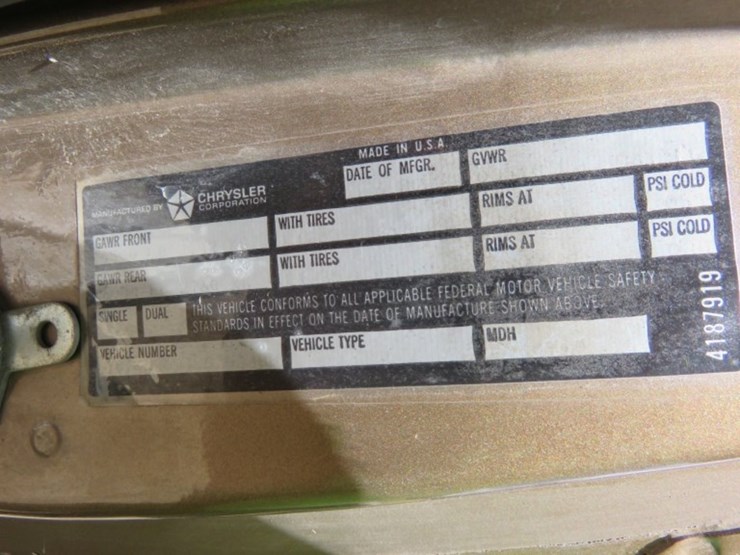 MADE IN U.S.A.
MANUFACTURED BY CHRYSLER CORPORATION
DATE OF MFGR.
GVWR
GAWR FRONT
WITH TIRES
RIMS AT
PSI COLD
GAWR REAR
WITH TIRES
RIMS AT
PSI COLD
SINGLE
DUAL
THIS VEHICLE CONFORMS TO ALL APPLICABLE FEDERAL MOTOR VEHICLE SAFETY
STANDARDS IN EFFECT ON THE DATE OF MANUFACTURE SHOWN ABOVE.
VEHICLE NUMBER
VEHICLE TYPE
MDH
4187919